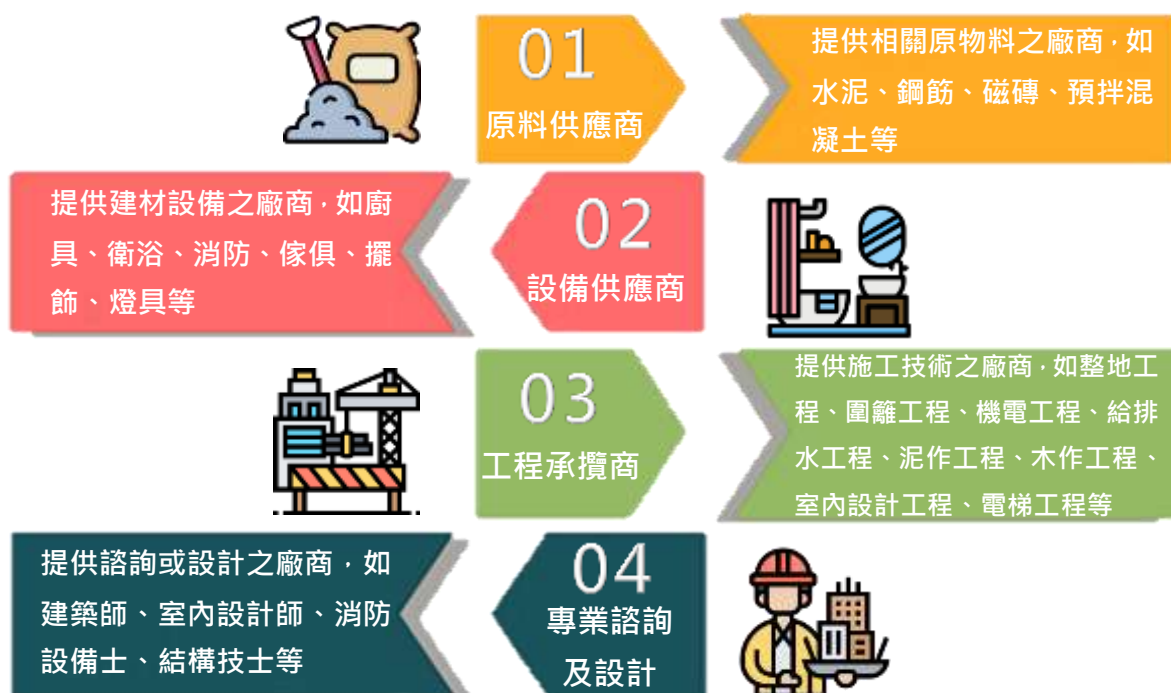 01
原料供應商
提供相關原物料之廠商，如
水泥、鋼筋、磁磚、預拌混
凝土等
02
設備供應商
提供建材設備之廠商，如廚
具、衛浴、消防、傢俱、擺
飾、燈具等
03
工程承攬商
提供施工技術之廠商，如整地工
程、圍籬工程、機電工程、給排
水工程、泥作工程、木作工程、
室內設計工程、電梯工程等
04
專業諮詢
及設計
提供諮詢或設計之廠商，如
建築師、室內設計師、消防
設備士、結構技士等